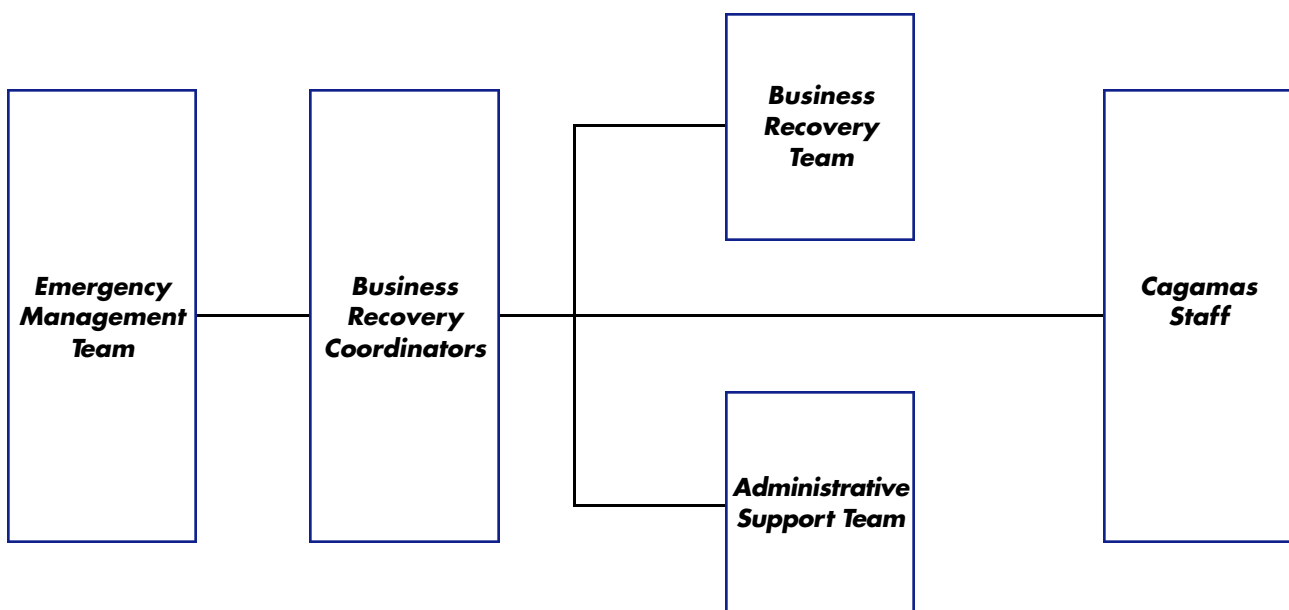 Emergency
Management
Team
Business
Recovery
Coordinators
Business
Recovery
Team
Administrative
Support Team
Cagamas
Staff